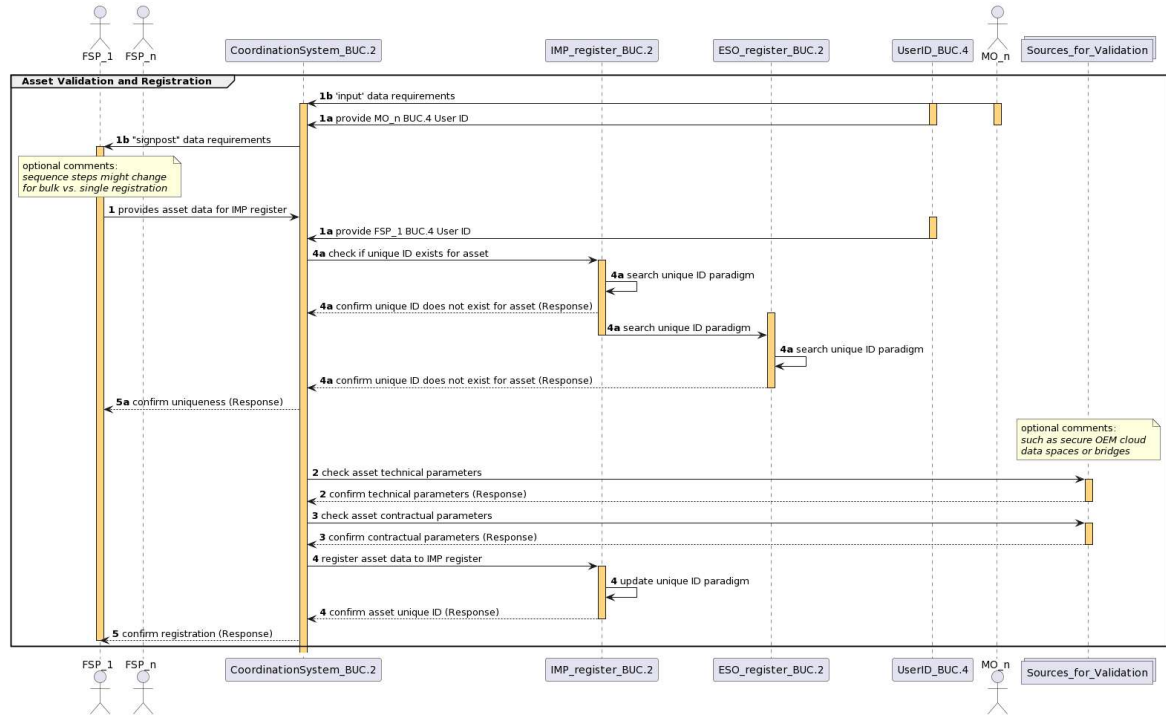 FSP_1
FSP_n
CoordinationSystem_BUC.2
IMP_register_BUC.2
ESO_register_BUC.2
UserID_BUC.4
MO_n
Sources_for_Validation
Asset Validation and Registration
1b 'input' data requirements
1a provide MO_n BUC.4 User ID
1b "signpost" data requirements
optional comments:
sequence steps might change
for bulk vs. single registration
1 provides asset data for IMP register
1a provide FSP_1 BUC.4 User ID
4a check if unique ID exists for asset
4a search unique ID paradigm
4a confirm unique ID does not exist for asset (Response)
4a search unique ID paradigm
4a search unique ID paradigm
4a confirm unique ID does not exist for asset (Response)
5a confirm uniqueness (Response)
optional comments:
such as secure OEM cloud
data spaces or bridges
2 check asset technical parameters
2 confirm technical parameters (Response)
3 check asset contractual parameters
3 confirm contractual parameters (Response)
4 register asset data to IMP register
4 update unique ID paradigm
4 confirm asset unique ID (Response)
5 confirm registration (Response)
FSP_1
FSP_n
CoordinationSystem_BUC.2
IMP_register_BUC.2
ESO_register_BUC.2
UserID_BUC.4
MO_n
Sources_for_Validation